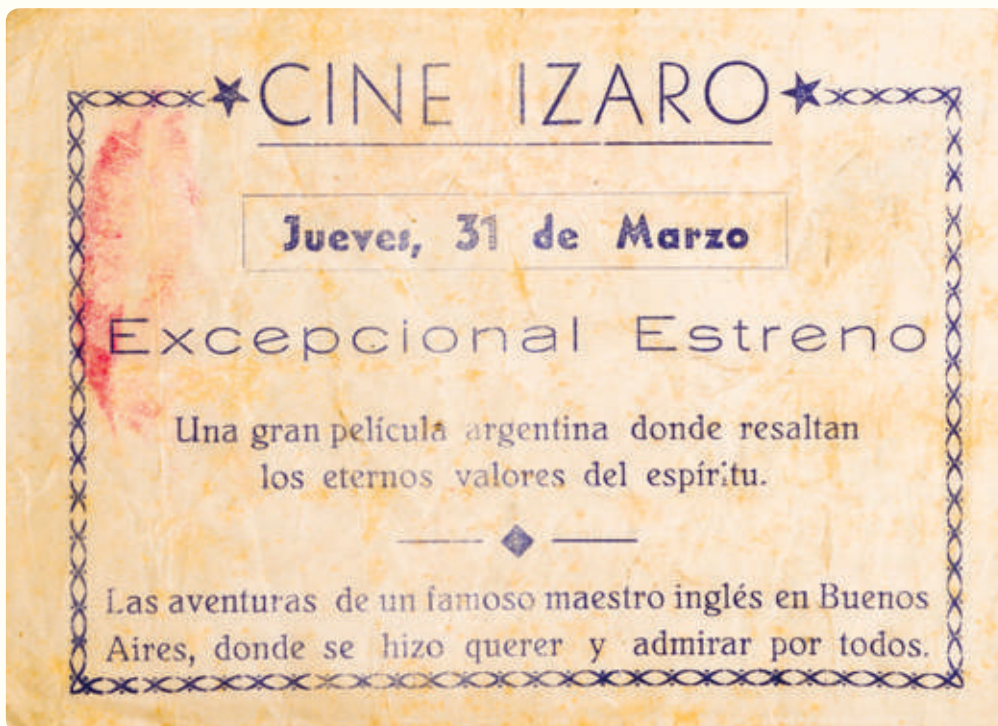 CINE IZARO
Jueves, 31 de Marzo
Excepcional Estreno
Una gran película argentina donde resaltan
los eternos valores del espíritu.
Las aventuras de un famoso maestro inglés en Buenos
Aires, donde se hizo querer y admirar por todos.